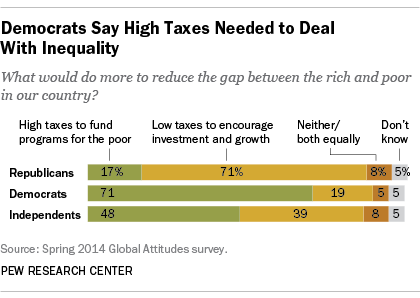 Democrats Say High Taxes Needed to Deal
With Inequality
What would do more to reduce the gap between the rich and poor
in our country?
High taxes to fund
programs for the poor
Low taxes to encourage
investment and growth
Neither/
both equally
Don't
know
Republicans 17% 71% 8% 5%
Democrats 71 19 5 5
Independents 48 39 8 5
Source: Spring 2014 Global Attitudes survey.
PEW RESEARCH CENTER